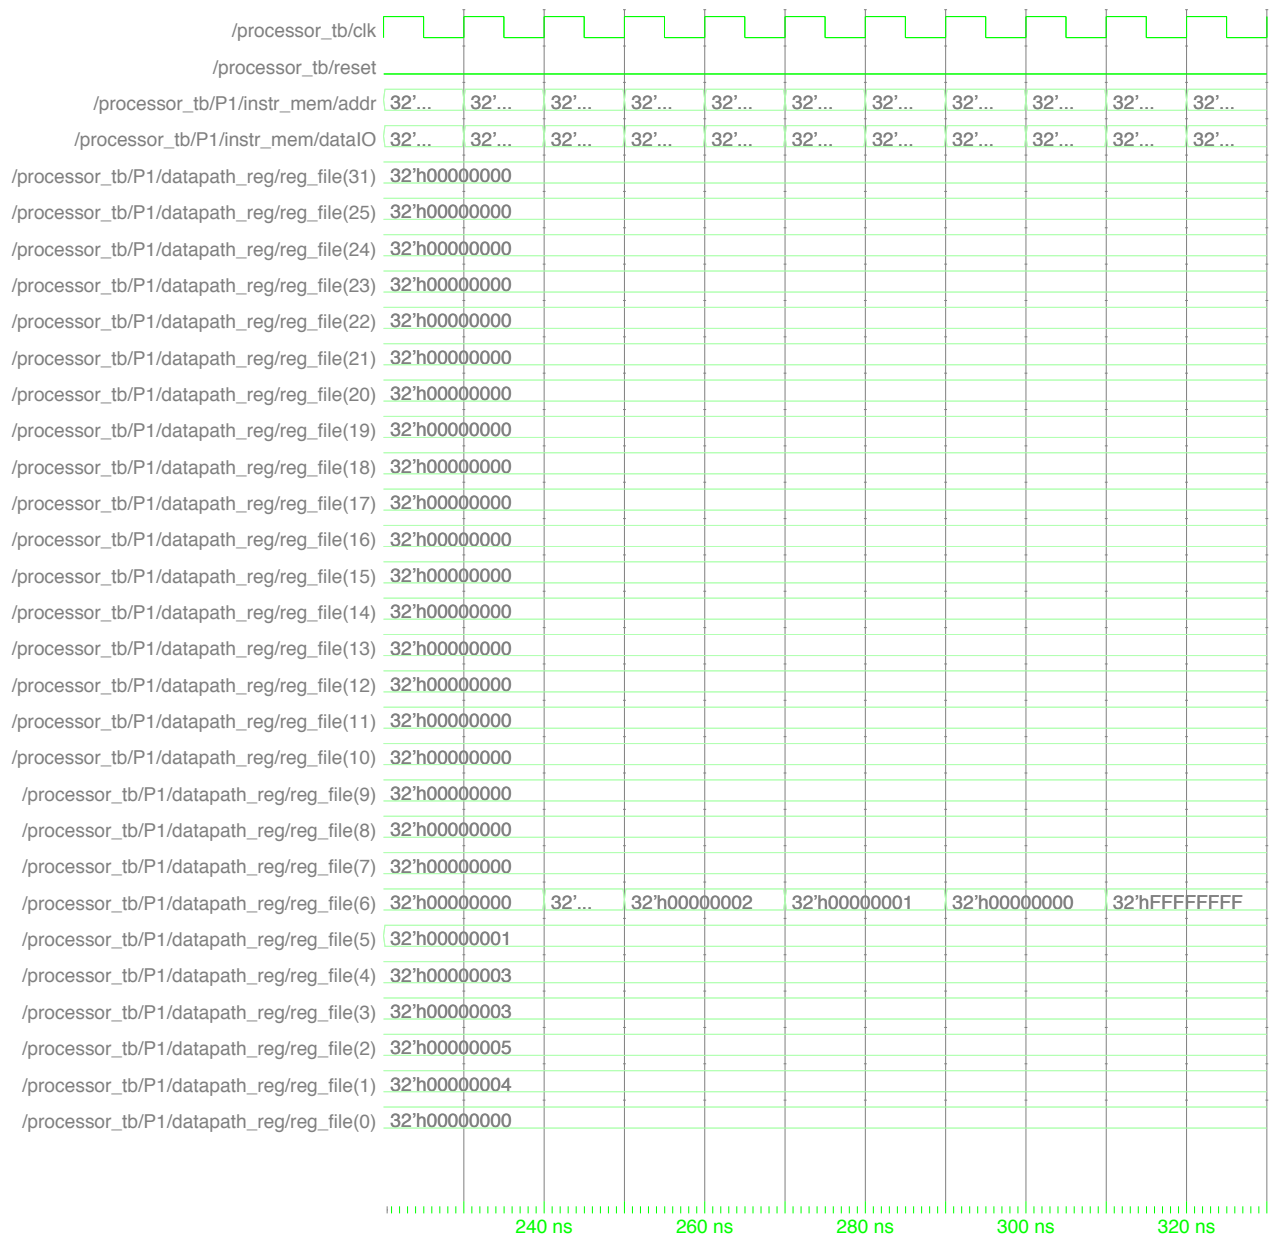 /processor_tb/clk
/processor_tb/reset
/processor_tb/P1/instr_mem/addr 32'... 32'... 32'... 32'... 32'... 32'... 32'... 32'... 32'... 32'... 32'...
/processor_tb/P1/instr_mem/dataIO 32'... 32'... 32'... 32'... 32'... 32'... 32'... 32'... 32'... 32'... 32'...
/processor_tb/P1/datapath_reg/reg_file(31) 32'h00000000
/processor_tb/P1/datapath_reg/reg_file(25) 32'h00000000
/processor_tb/P1/datapath_reg/reg_file(24) 32'h00000000
/processor_tb/P1/datapath_reg/reg_file(23) 32'h00000000
/processor_tb/P1/datapath_reg/reg_file(22) 32'h00000000
/processor_tb/P1/datapath_reg/reg_file(21) 32'h00000000
/processor_tb/P1/datapath_reg/reg_file(20) 32'h00000000
/processor_tb/P1/datapath_reg/reg_file(19) 32'h00000000
/processor_tb/P1/datapath_reg/reg_file(18) 32'h00000000
/processor_tb/P1/datapath_reg/reg_file(17) 32'h00000000
/processor_tb/P1/datapath_reg/reg_file(16) 32'h00000000
/processor_tb/P1/datapath_reg/reg_file(15) 32'h00000000
/processor_tb/P1/datapath_reg/reg_file(14) 32'h00000000
/processor_tb/P1/datapath_reg/reg_file(13) 32'h00000000
/processor_tb/P1/datapath_reg/reg_file(12) 32'h00000000
/processor_tb/P1/datapath_reg/reg_file(11) 32'h00000000
/processor_tb/P1/datapath_reg/reg_file(10) 32'h00000000
/processor_tb/P1/datapath_reg/reg_file(9) 32'h00000000
/processor_tb/P1/datapath_reg/reg_file(8) 32'h00000000
/processor_tb/P1/datapath_reg/reg_file(7) 32'h00000000
/processor_tb/P1/datapath_reg/reg_file(6) 32'h00000000 32'... 32'h00000002 32'h00000001 32'h00000000 32'hFFFFFFFF
/processor_tb/P1/datapath_reg/reg_file(5) 32'h00000001
/processor_tb/P1/datapath_reg/reg_file(4) 32'h00000003
/processor_tb/P1/datapath_reg/reg_file(3) 32'h00000003
/processor_tb/P1/datapath_reg/reg_file(2) 32'h00000005
/processor_tb/P1/datapath_reg/reg_file(1) 32'h00000004
/processor_tb/P1/datapath_reg/reg_file(0) 32'h00000000
240 ns 260 ns 280 ns 300 ns 320 ns